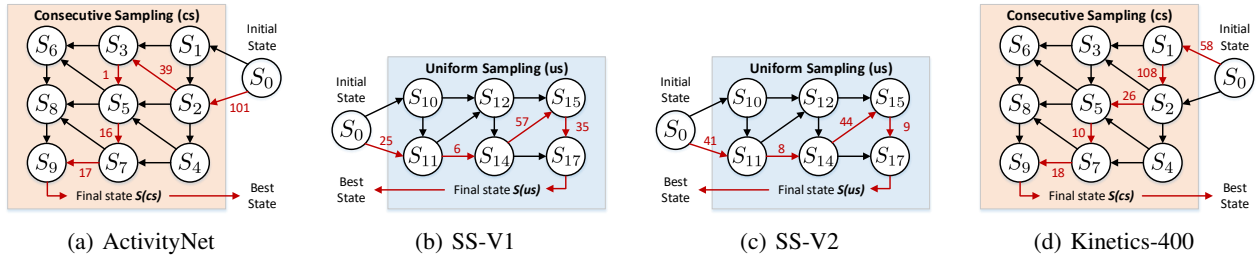 Consecutive Sampling (cs)
Initial
State
S6
S3
S1
S0
1
39
101
S8
S5
S2
16
S9
17
S7
S4
Final state S(cs)
Best
State
(a) ActivityNet
Uniform Sampling (us)
Initial
State
S10
S12
S15
S0
25
57
35
S11
6
S14
S17
Best
State
Final state S(us)
(b) SS-V1
Uniform Sampling (us)
Initial
State
S10
S12
S15
S0
41
44
9
S11
8
S14
S17
Best
State
Final state S(us)
(c) SS-V2
Consecutive Sampling (cs)
Initial
State
S6
S3
S1
58
S0
108
S8
S5
26
S2
10
S9
18
S7
S4
Final state S(cs)
Best
State
(d) Kinetics-400